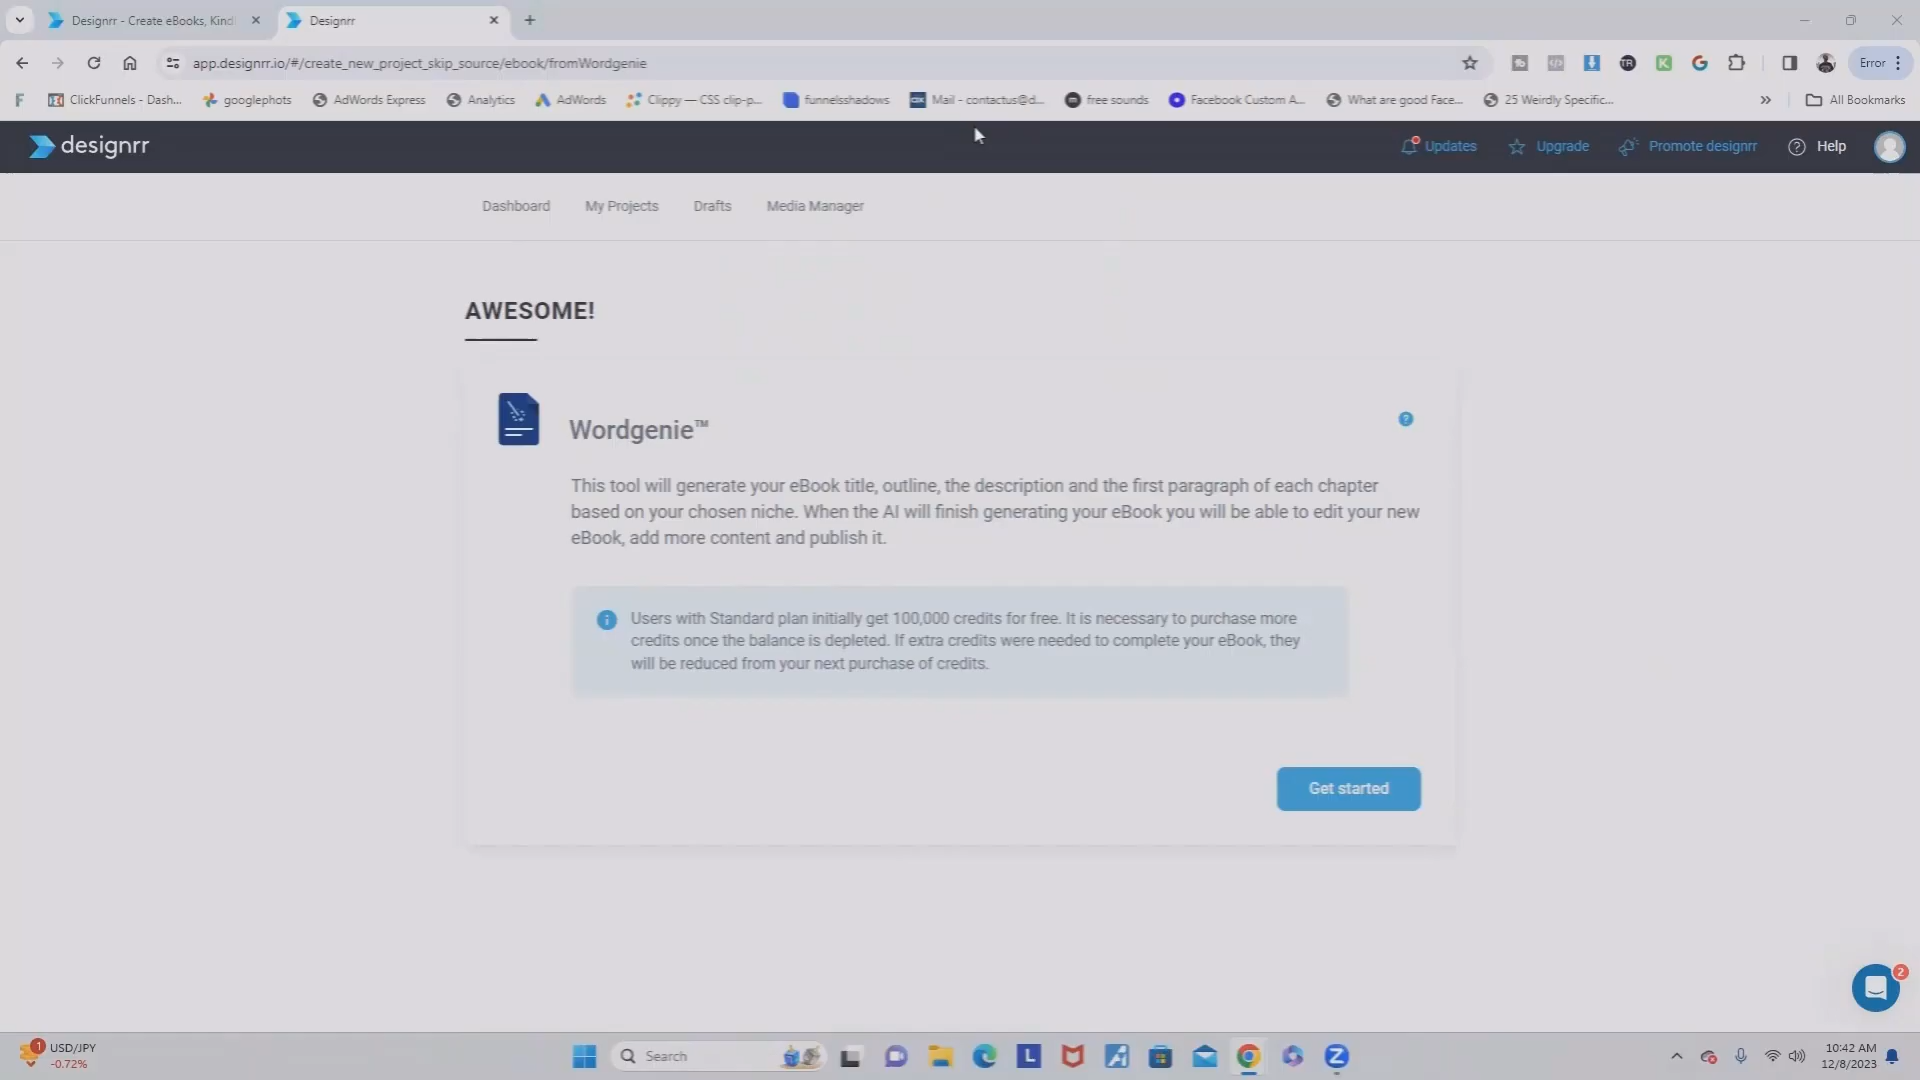 Designrr - Create eBooks, Kind
Designrr
app.designrr.io/#/create_new_project_skip_source/ebook/fromWordgenie
Error
F
ClickFunnels - Dash...
googlephots
AdWords Express
Analytics
AdWords
Clippy — CSS clip-p...
funnelsshadows
Mail - contactus@d...
free sounds
Facebook Custom A...
What are good Face...
25 Weirdly Specific...
»
All Bookmarks
designrr
Updates
Upgrade
Promote designrr
Help
Dashboard
My Projects
Drafts
Media Manager
AWESOME!
Wordgenie™
This tool will generate your eBook title, outline, the description and the first paragraph of each chapter
based on your chosen niche. When the AI will finish generating your eBook you will be able to edit your new
eBook, add more content and publish it.
Users with Standard plan initially get 100,000 credits for free. It is necessary to purchase more
credits once the balance is depleted. If extra credits were needed to complete your eBook, they
will be reduced from your next purchase of credits.
Get started
2
1
USD/JPY
-0.72%
Search
L
Z
10:42 AM
12/8/2023